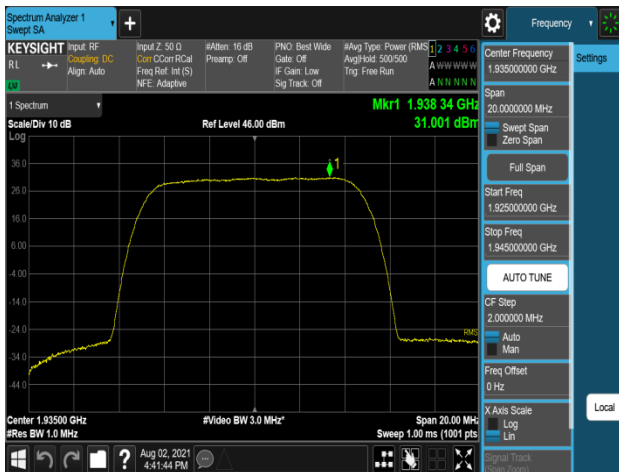 Spectrum Analyzer 1
Swept SA
Frequency
KEYSIGHT
Input: RF
Coupling: DC
Align: Auto
Input Z: 50 Ω
Corr CCorr RCal
Freq Ref: Int (S)
NFE: Adaptive
#Atten: 16 dB
Preamp: Off
PNO: Best Wide
Gate: Off
IF Gain: Low
Sig Track: Off
#Avg Type: Power (RMS
Avg|Hold: 500/500
Trig: Free Run
1 2 3 4 5 6
A W W W W W
A N N N N N
R L
1 Spectrum
Mkr1 1.938 34 GHz
Scale/Div 10 dB
Ref Level 46.00 dBm
31.001 dBm
Log
1
36.0
26.0
16.0
6.00
-4.00
-14.0
-24.0
RMS
-34.0
-44.0
Center 1.93500 GHz
#Video BW 3.0 MHz*
Span 20.00 MHz
#Res BW 1.0 MHz
Sweep 1.00 ms (1001 pts
?
Aug 02, 2021
4:41:44 PM
Center Frequency
1.935000000 GHz
Span
20.0000000 MHz
Swept Span
Zero Span
Full Span
Start Freq
1.925000000 GHz
Stop Freq
1.945000000 GHz
AUTO TUNE
CF Step
2.000000 MHz
Auto
Man
Freq Offset
0 Hz
X Axis Scale
Log
Lin
Signal Track
(Span Zoom)
Settings
Local